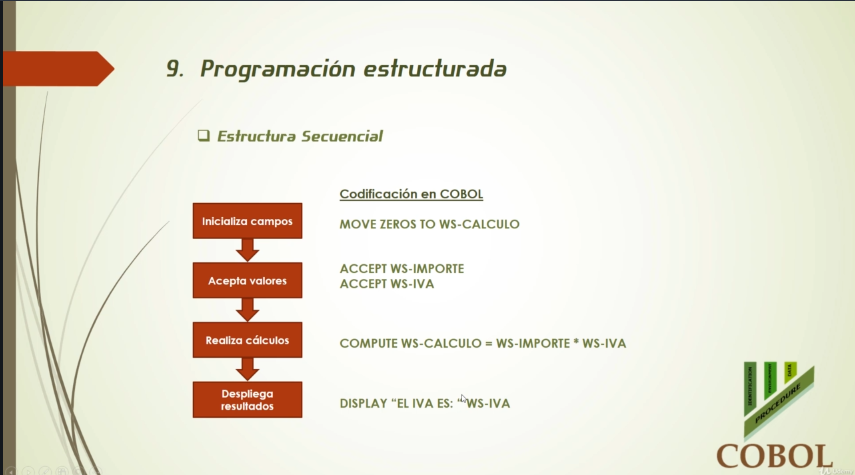 9. Programación estructurada
❑ Estructura Secuencial
Codificación en COBOL
Inicializa campos
MOVE ZEROS TO WS-CALCULO
Acepta valores
ACCEPT WS-IMPORTE
ACCEPT WS-IVA
Realiza cálculos
COMPUTE WS-CALCULO = WS-IMPORTE * WS-IVA
Despliega
resultados
DISPLAY “EL IVA ES: “ WS-IVA
IDENTIFICATION
DATA
PROCEDURE
COBOL